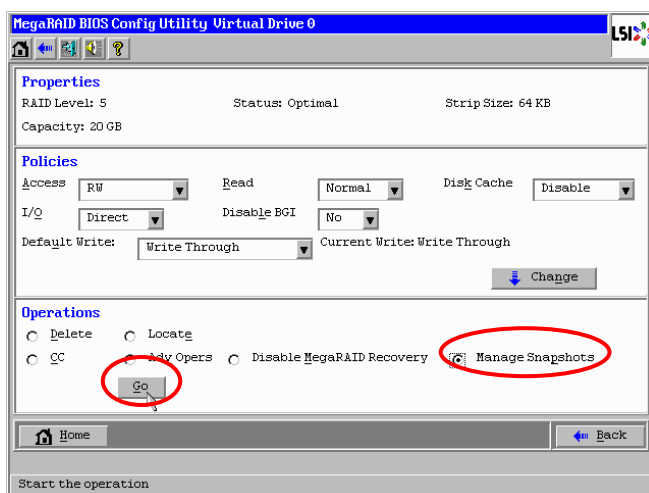 MegaRAID BIOS Config Utility Virtual Drive 0
LSI
Properties
RAID Level: 5 Status: Optimal Strip Size: 64 KB
Capacity: 20 GB
Policies
Access RW Read Normal Disk Cache Disable
I/O Direct Disable BGI No
Default Write: Write Through Current Write: Write Through
Change
Operations
Delete Locate
CC Adv Opers Disable MegaRAID Recovery Manage Snapshots
Go
Home Back
Start the operation